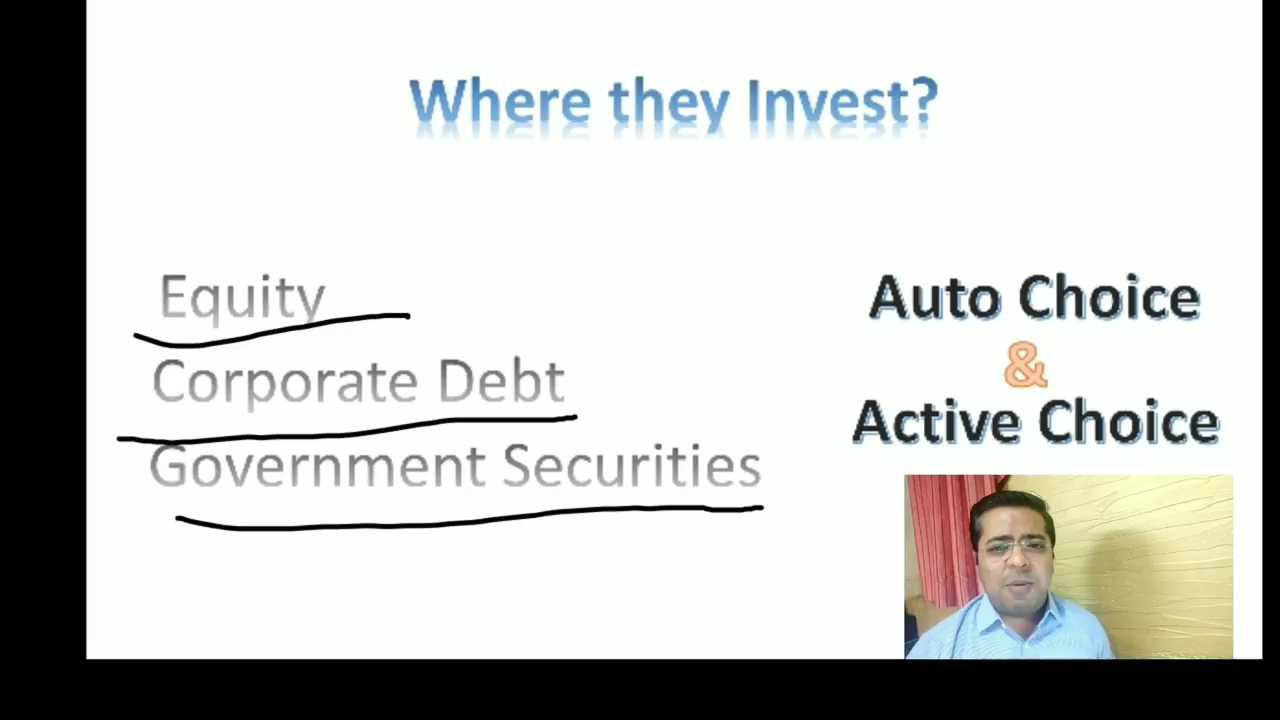 Where they Invest?
Equity
Corporate Debt
Government Securities
Auto Choice
&
Active Choice